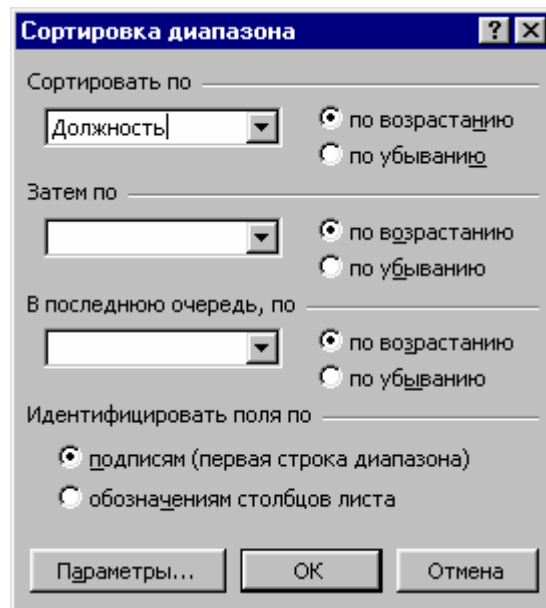 Сортировка диапазона
Сортировать по
Должность
по возрастанию
по убыванию
Затем по
по возрастанию
по убыванию
В последнюю очередь, по
по возрастанию
по убыванию
Идентифицировать поля по
подписям (первая строка диапазона)
обозначениям столбцов листа
Параметры... ОК Отмена